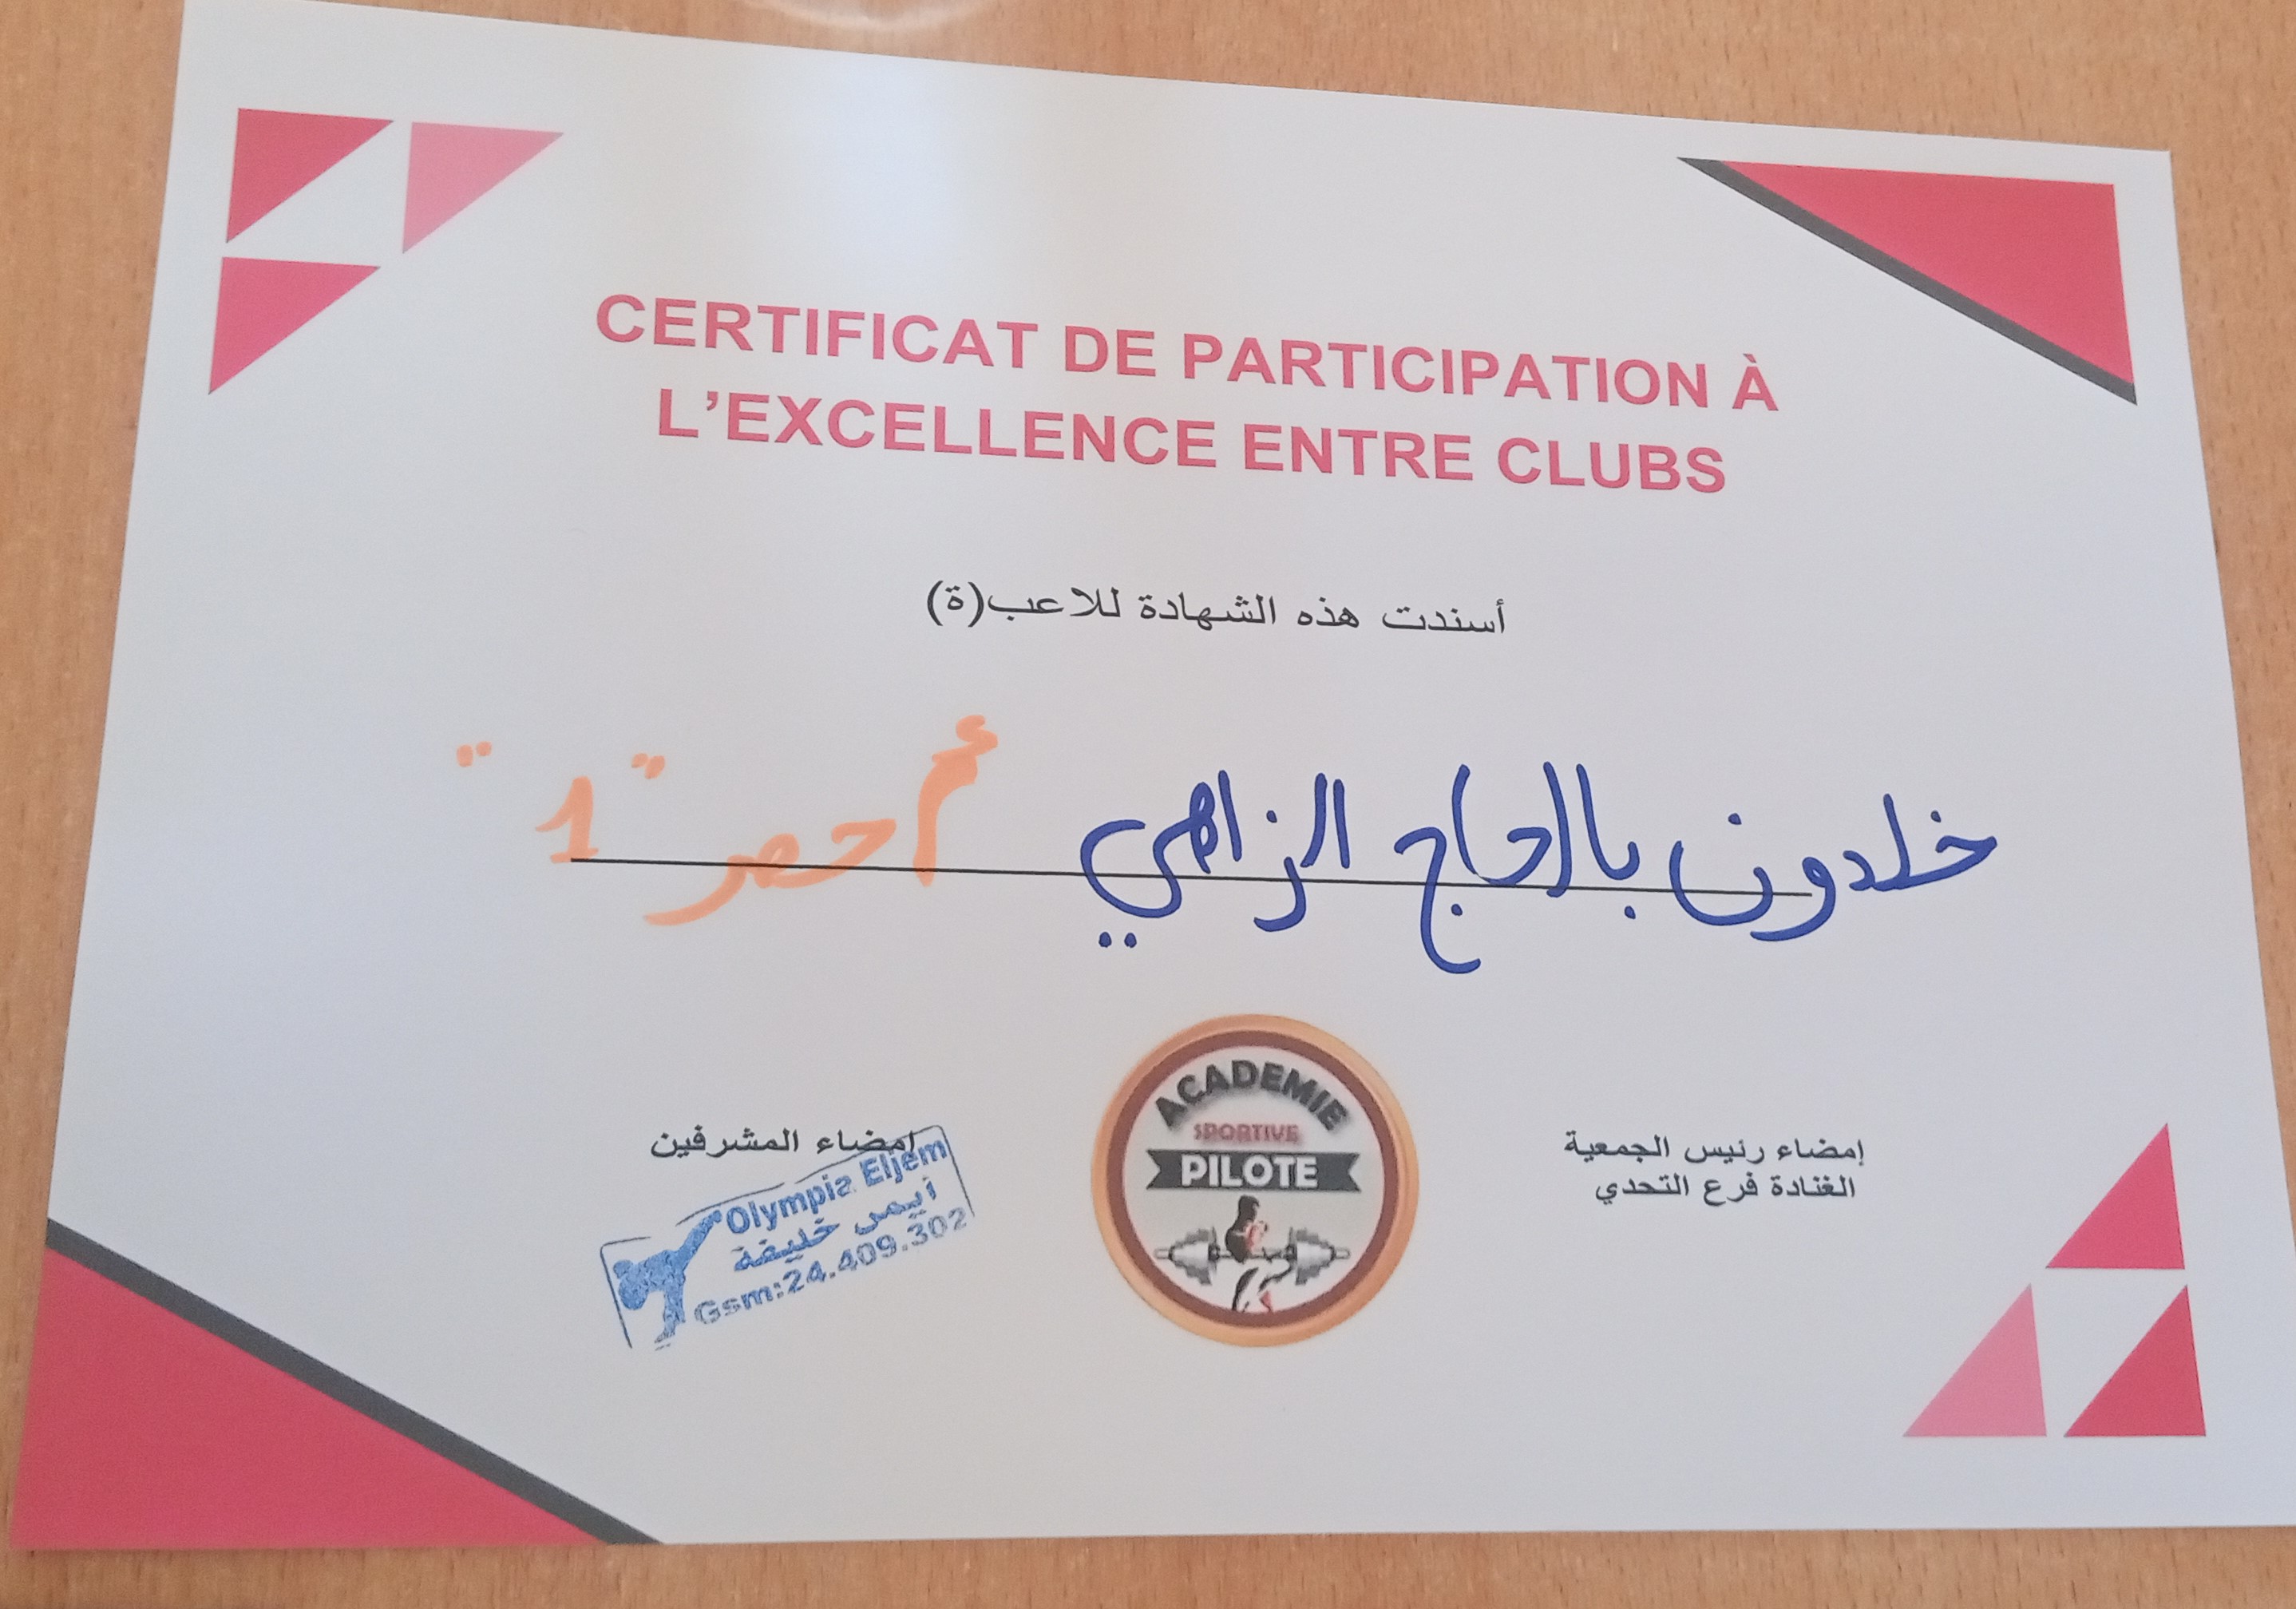 CERTIFICAT DE PARTICIPATION À
L'EXCELLENCE ENTRE CLUBS
أسندت هذه الشهادة للاعب(ة)
خلدون بالحاج الزاهي أحمر "1"
إمضاء رئيس الجمعية
الغنادة فرع التحدي
ACADEMIE
SPORTIVE
PILOTE
إمضاء المشرفين
Olympia Eljem
أيمن خليفة
Gsm:24.409.302